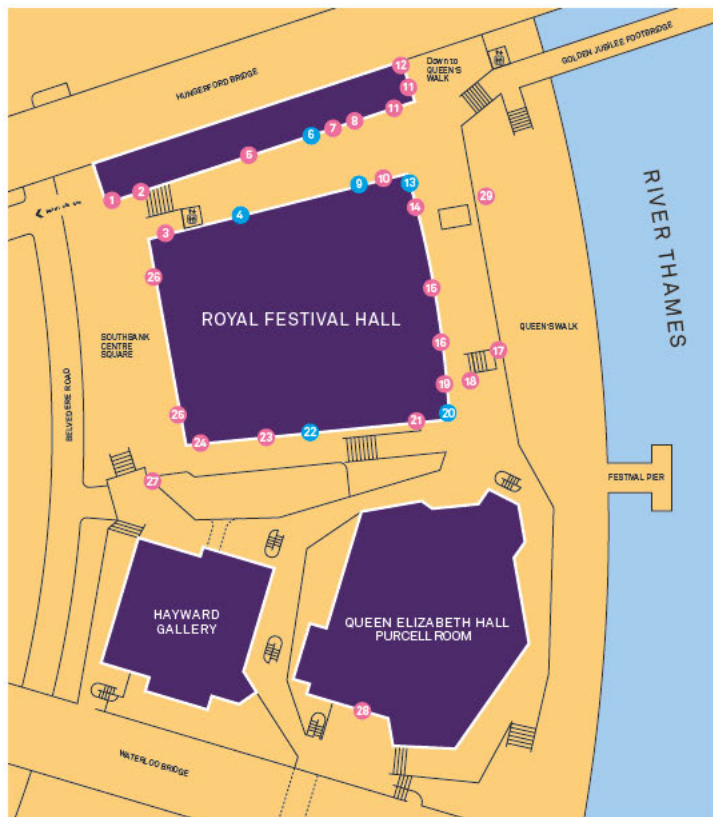 GOLDEN JUBILEE FOOTBRIDGE
HUNGERFORD BRIDGE
Down to
QUEEN'S
WALK
12
11
11
8
7
6
5
2
1
10
9
13
4
14
3
29
26
15
ROYAL FESTIVAL HALL
RIVER THAMES
SOUTHBANK
CENTRE
SQUARE
QUEEN'S WALK
16
17
BELVEDERE ROAD
18
19
20
26
21
22
23
24
27
FESTIVAL PIER
HAYWARD
GALLERY
QUEEN ELIZABETH HALL
PURCELL ROOM
28
WATERLOO BRIDGE